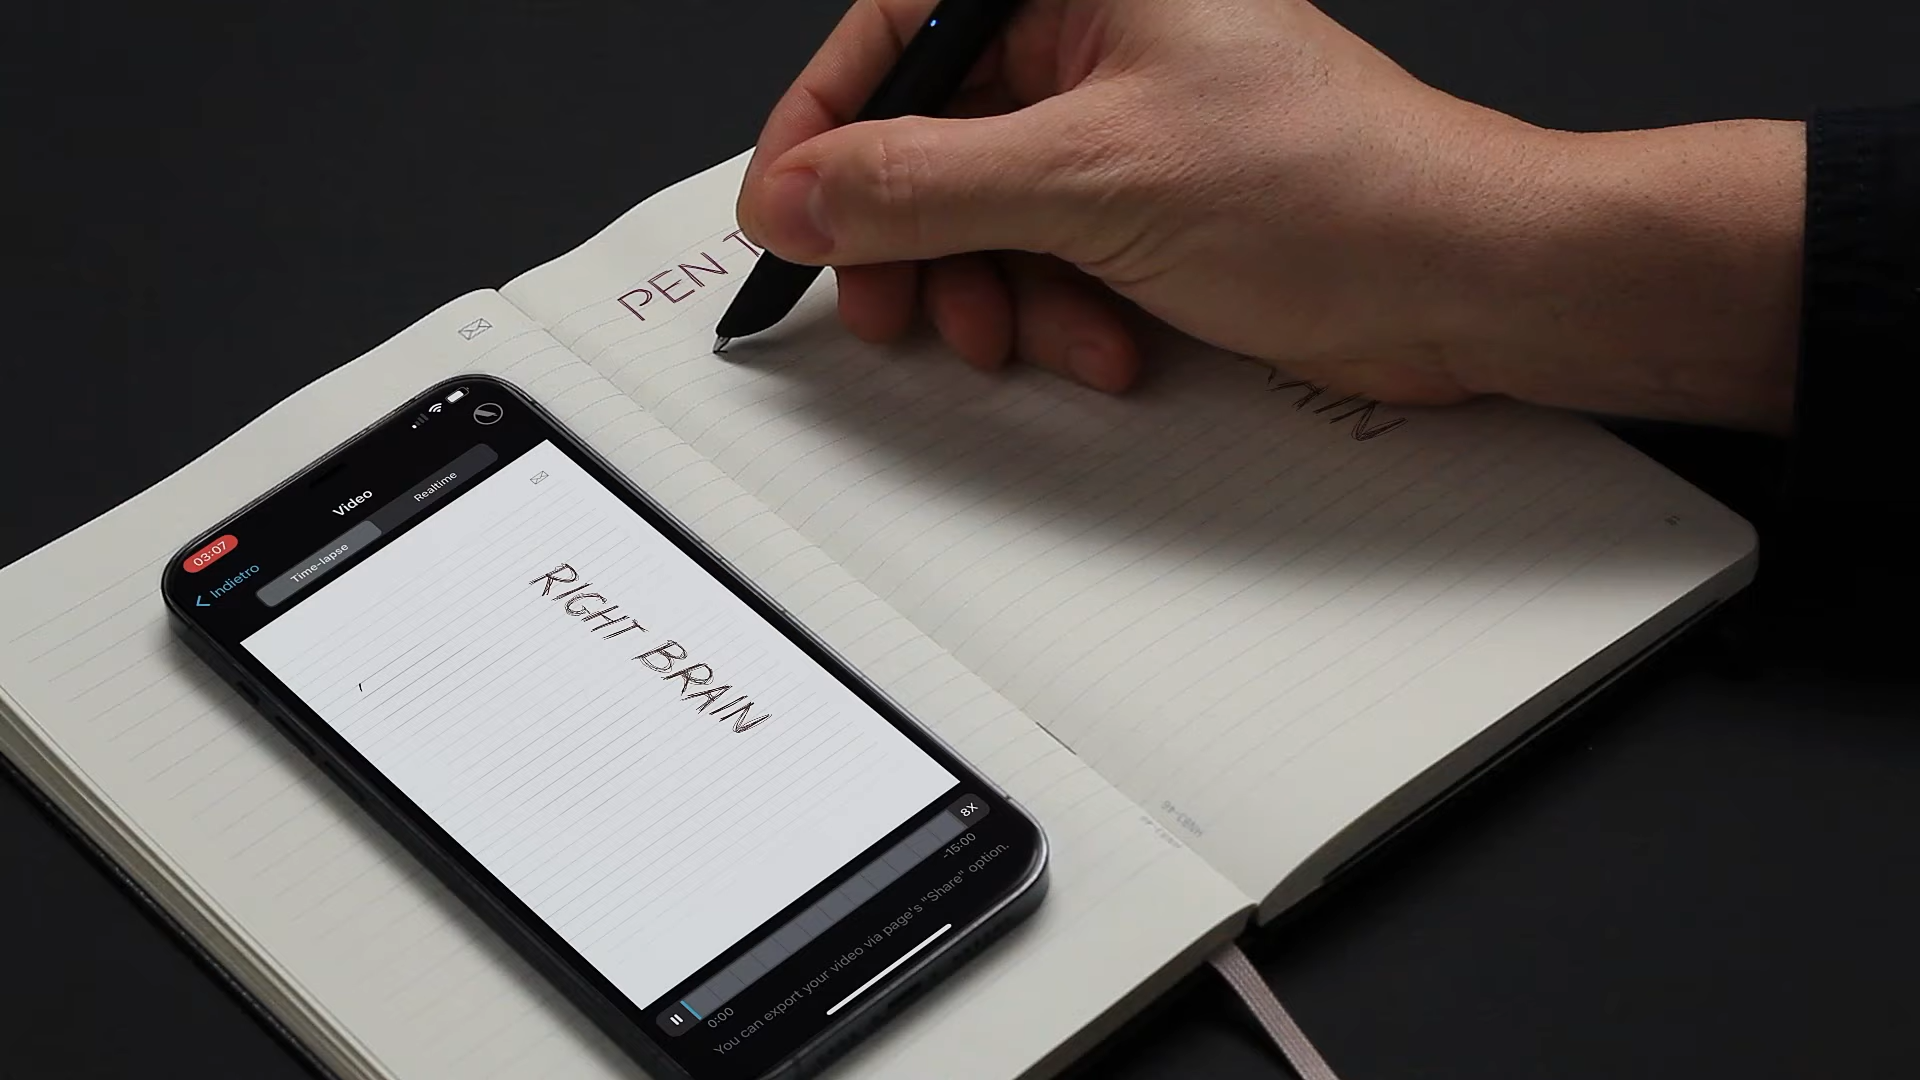 PEN T
RAIN
03:07
Indietro
Video
Time-lapse
Realtime
RIGHT BRAIN
8X
0:00
-15:00
You can export your video via page's "Share" option.